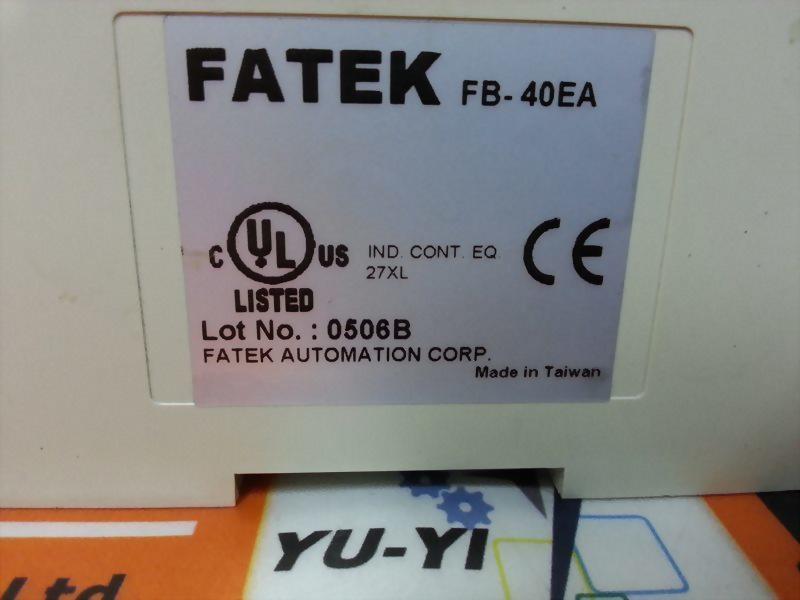 FATEK FB-40EA
C UL US IND. CONT. EQ.
LISTED 27XL
CE
Lot No. : 0506B
FATEK AUTOMATION CORP.
Made in Taiwan
YU-YI
Ltd